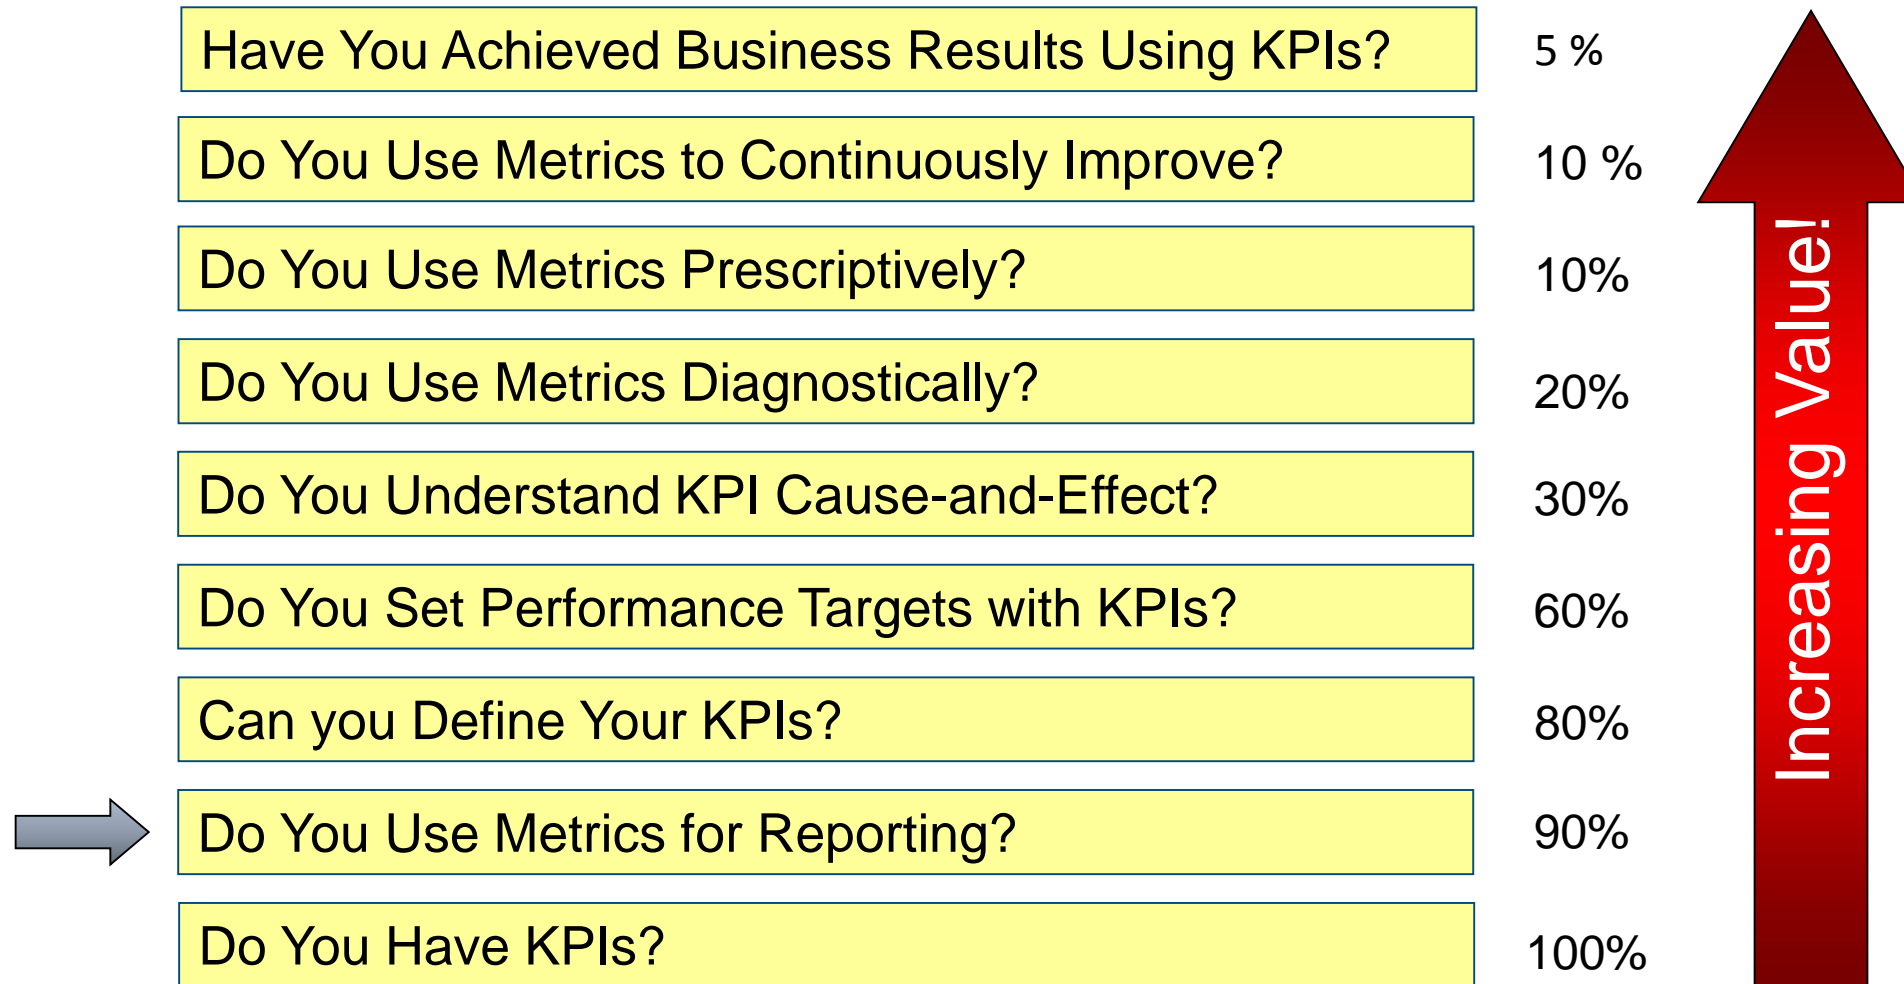 Have You Achieved Business Results Using KPIs? 5 %
Do You Use Metrics to Continuously Improve? 10 %
Do You Use Metrics Prescriptively? 10%
Do You Use Metrics Diagnostically? 20%
Do You Understand KPI Cause-and-Effect? 30%
Do You Set Performance Targets with KPIs? 60%
Can you Define Your KPIs? 80%
Do You Use Metrics for Reporting? 90%
Do You Have KPIs? 100%
Increasing Value!